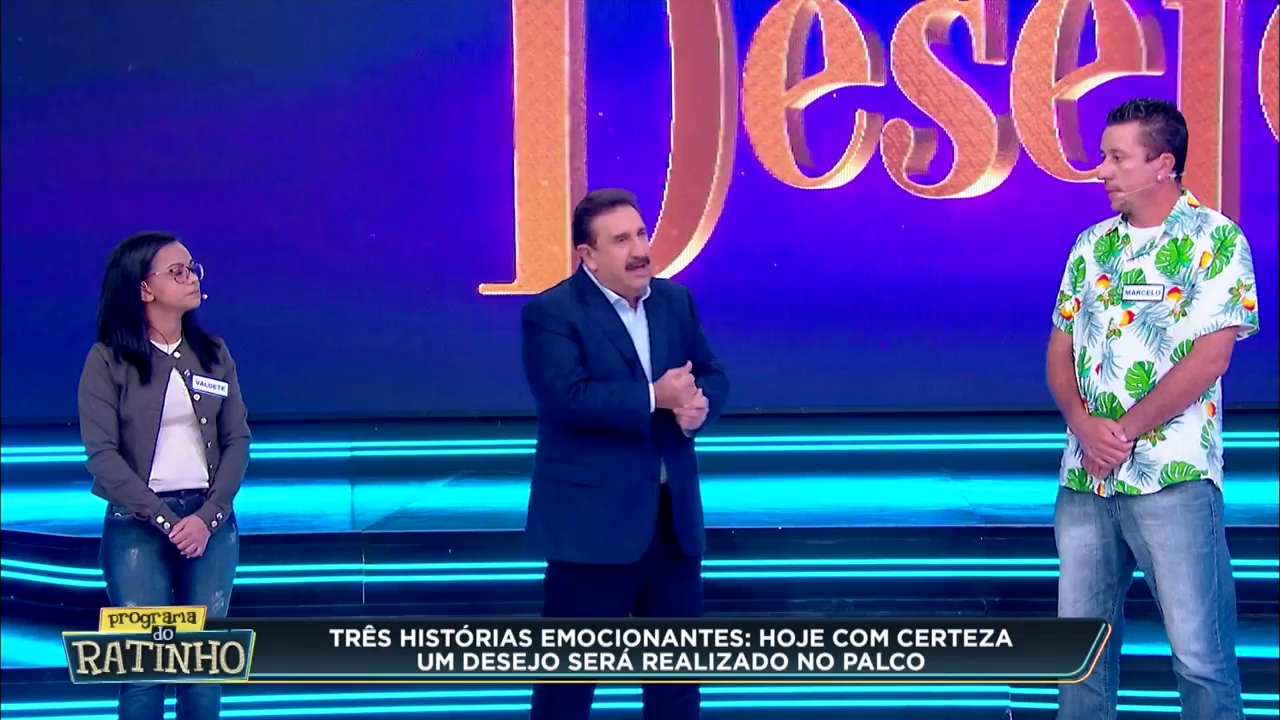 Desejo
VALDETE
MARCELO
programa
do
RATINHO
TRÊS HISTÓRIAS EMOCIONANTES: HOJE COM CERTEZA
UM DESEJO SERÁ REALIZADO NO PALCO